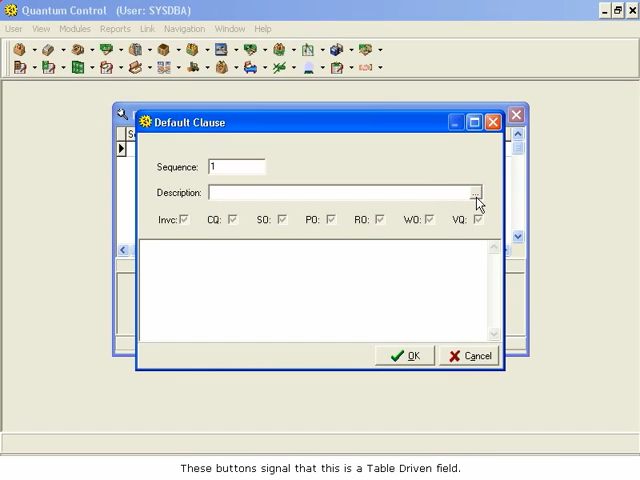 Quantum Control (User: SYSDBA)
User View Modules Reports Link Navigation Window Help
Default Clause
Sequence: 1
Description: ...
Invc: CQ: SO: PO: RO: WO: VQ:
OK Cancel
These buttons signal that this is a Table Driven field.